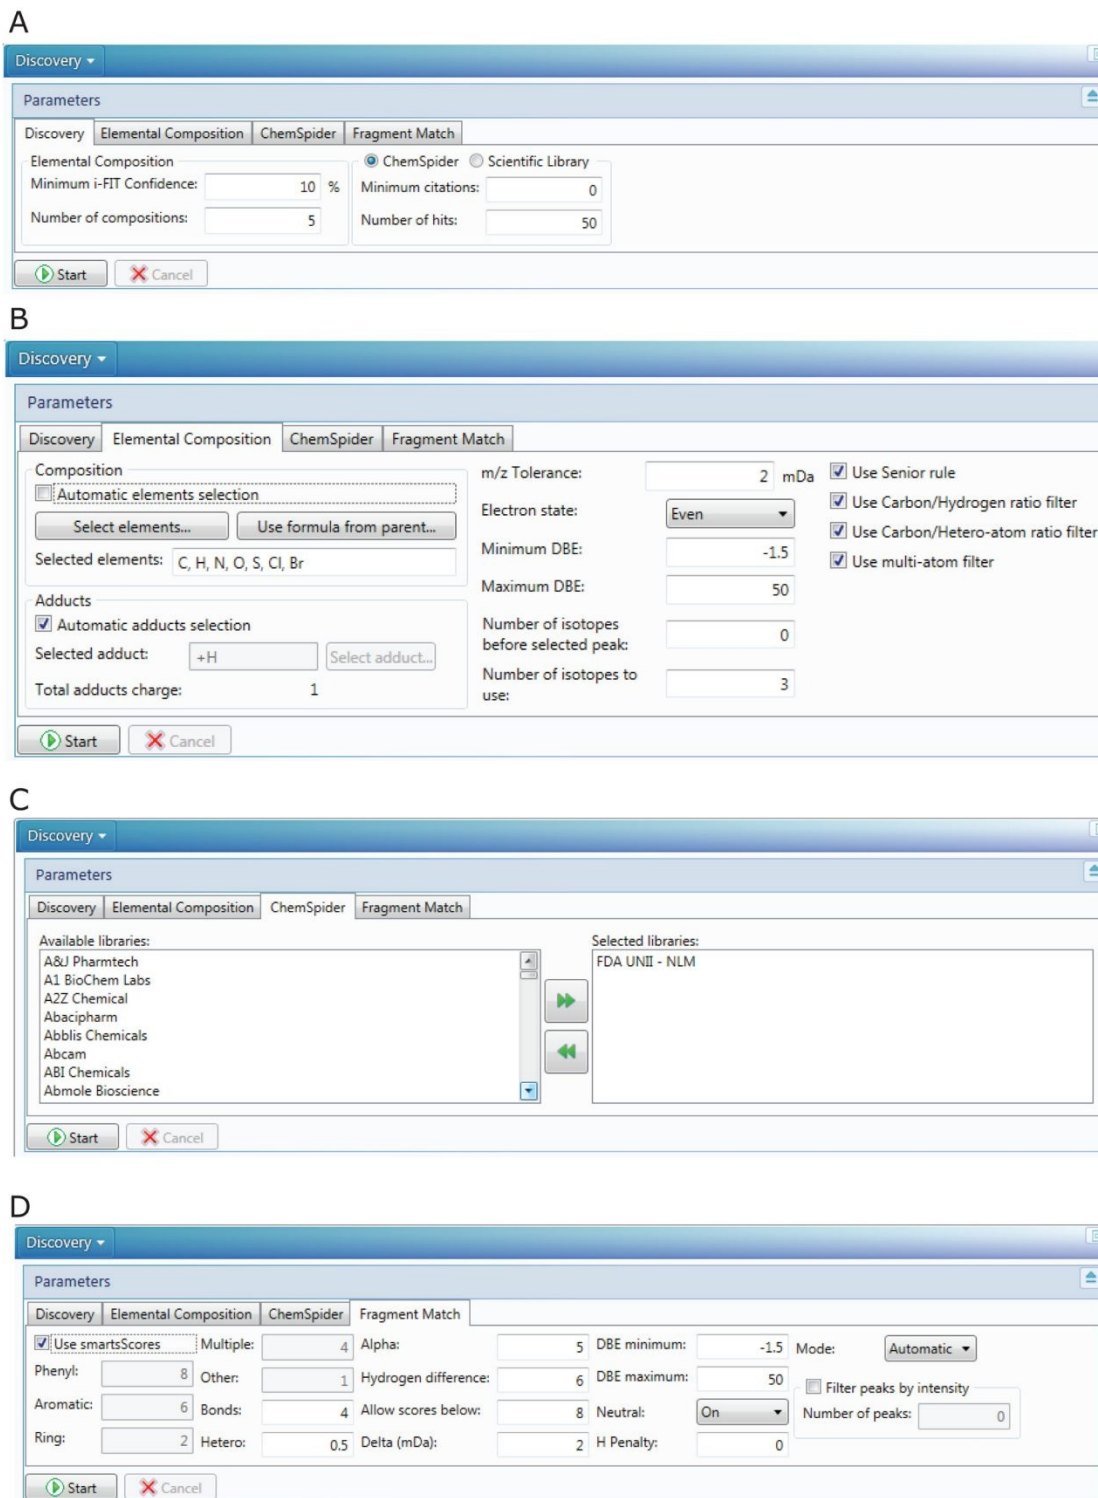 A
Discovery
Parameters
Discovery Elemental Composition ChemSpider Fragment Match
Elemental Composition ChemSpider Scientific Library
Minimum i-FIT Confidence: 10 % Minimum citations: 0
Number of compositions: 5 Number of hits: 50
Start Cancel
B
Discovery
Parameters
Discovery Elemental Composition ChemSpider Fragment Match
Composition m/z Tolerance: 2 mDa Use Senior rule
Automatic elements selection
Select elements... Use formula from parent... Electron state: Even Use Carbon/Hydrogen ratio filter
Use Carbon/Hetero-atom ratio filter
Selected elements: C, H, N, O, S, Cl, Br Minimum DBE: -1.5 Use multi-atom filter
Adducts Maximum DBE: 50
Automatic adducts selection Number of isotopes
before selected peak: 0
Selected adduct: +H Select adduct...
Total adducts charge: 1 Number of isotopes to
use: 3
Start Cancel
C
Discovery
Parameters
Discovery Elemental Composition ChemSpider Fragment Match
Available libraries: Selected libraries:
A&J Pharmtech FDA UNII - NLM
A1 BioChem Labs
A2Z Chemical
Abacipharm
Abblis Chemicals
Abcam
ABI Chemicals
Abmole Bioscience
Start Cancel
D
Discovery
Parameters
Discovery Elemental Composition ChemSpider Fragment Match
Use smartsScores Multiple: 4 Alpha: 5 DBE minimum: -1.5 Mode: Automatic
Phenyl: 8 Other: 1 Hydrogen difference: 6 DBE maximum: 50 Filter peaks by intensity
Aromatic: 6 Bonds: 4 Allow scores below: 8 Neutral: On Number of peaks: 0
Ring: 2 Hetero: 0.5 Delta (mDa): 2 H Penalty: 0
Start Cancel